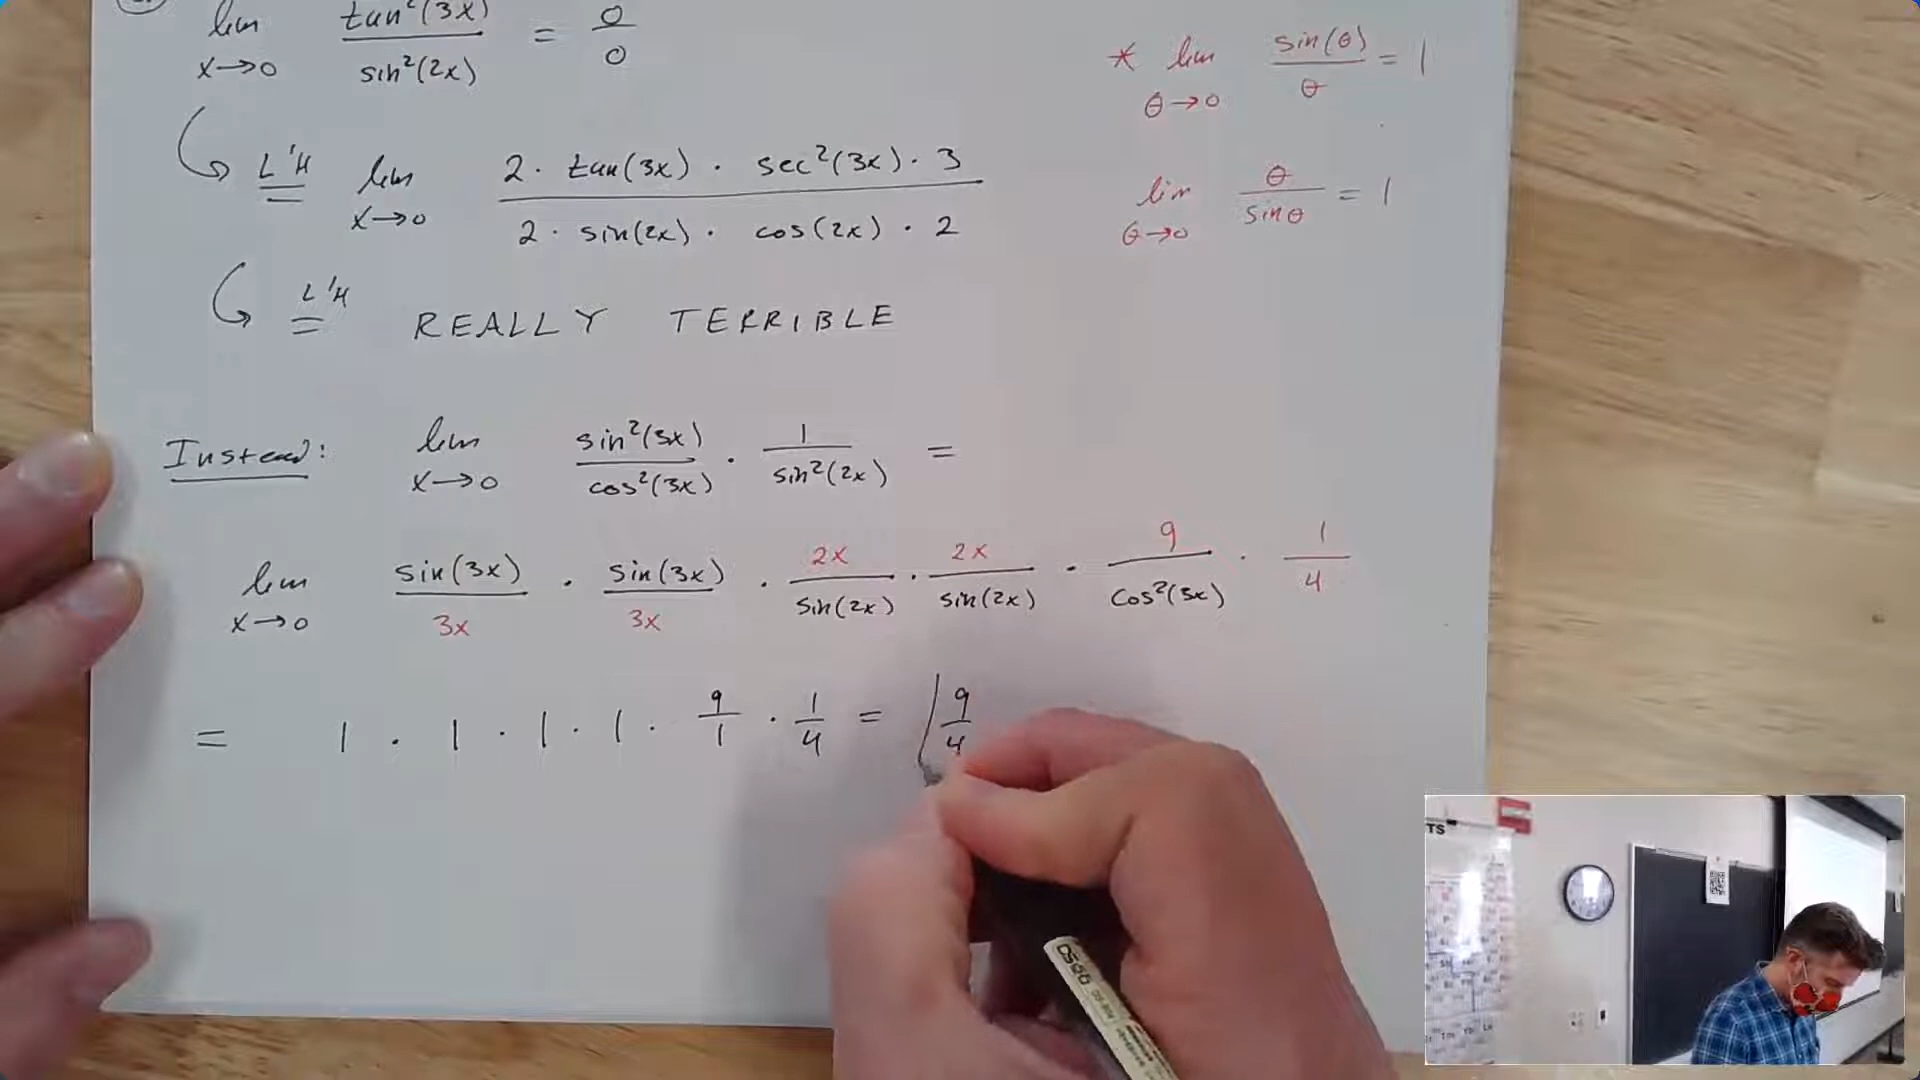 lim x→0 tan²(3x)/sin²(2x) = 0/0
* lim θ→0 sin(θ)/θ = 1
L'H = lim x→0 2 · tan(3x) · sec²(3x) · 3 / 2 · sin(2x) · cos(2x) · 2
lim θ→0 θ/sinθ = 1
L'H = REALLY TERRIBLE
Instead: lim x→0 sin²(3x)/cos²(3x) · 1/sin²(2x) =
lim x→0 sin(3x)/3x · sin(3x)/3x · 2x/sin(2x) · 2x/sin(2x) · 9/cos²(3x) · 1/4
= 1 · 1 · 1 · 1 · 9/1 · 1/4 = 9/4
TS